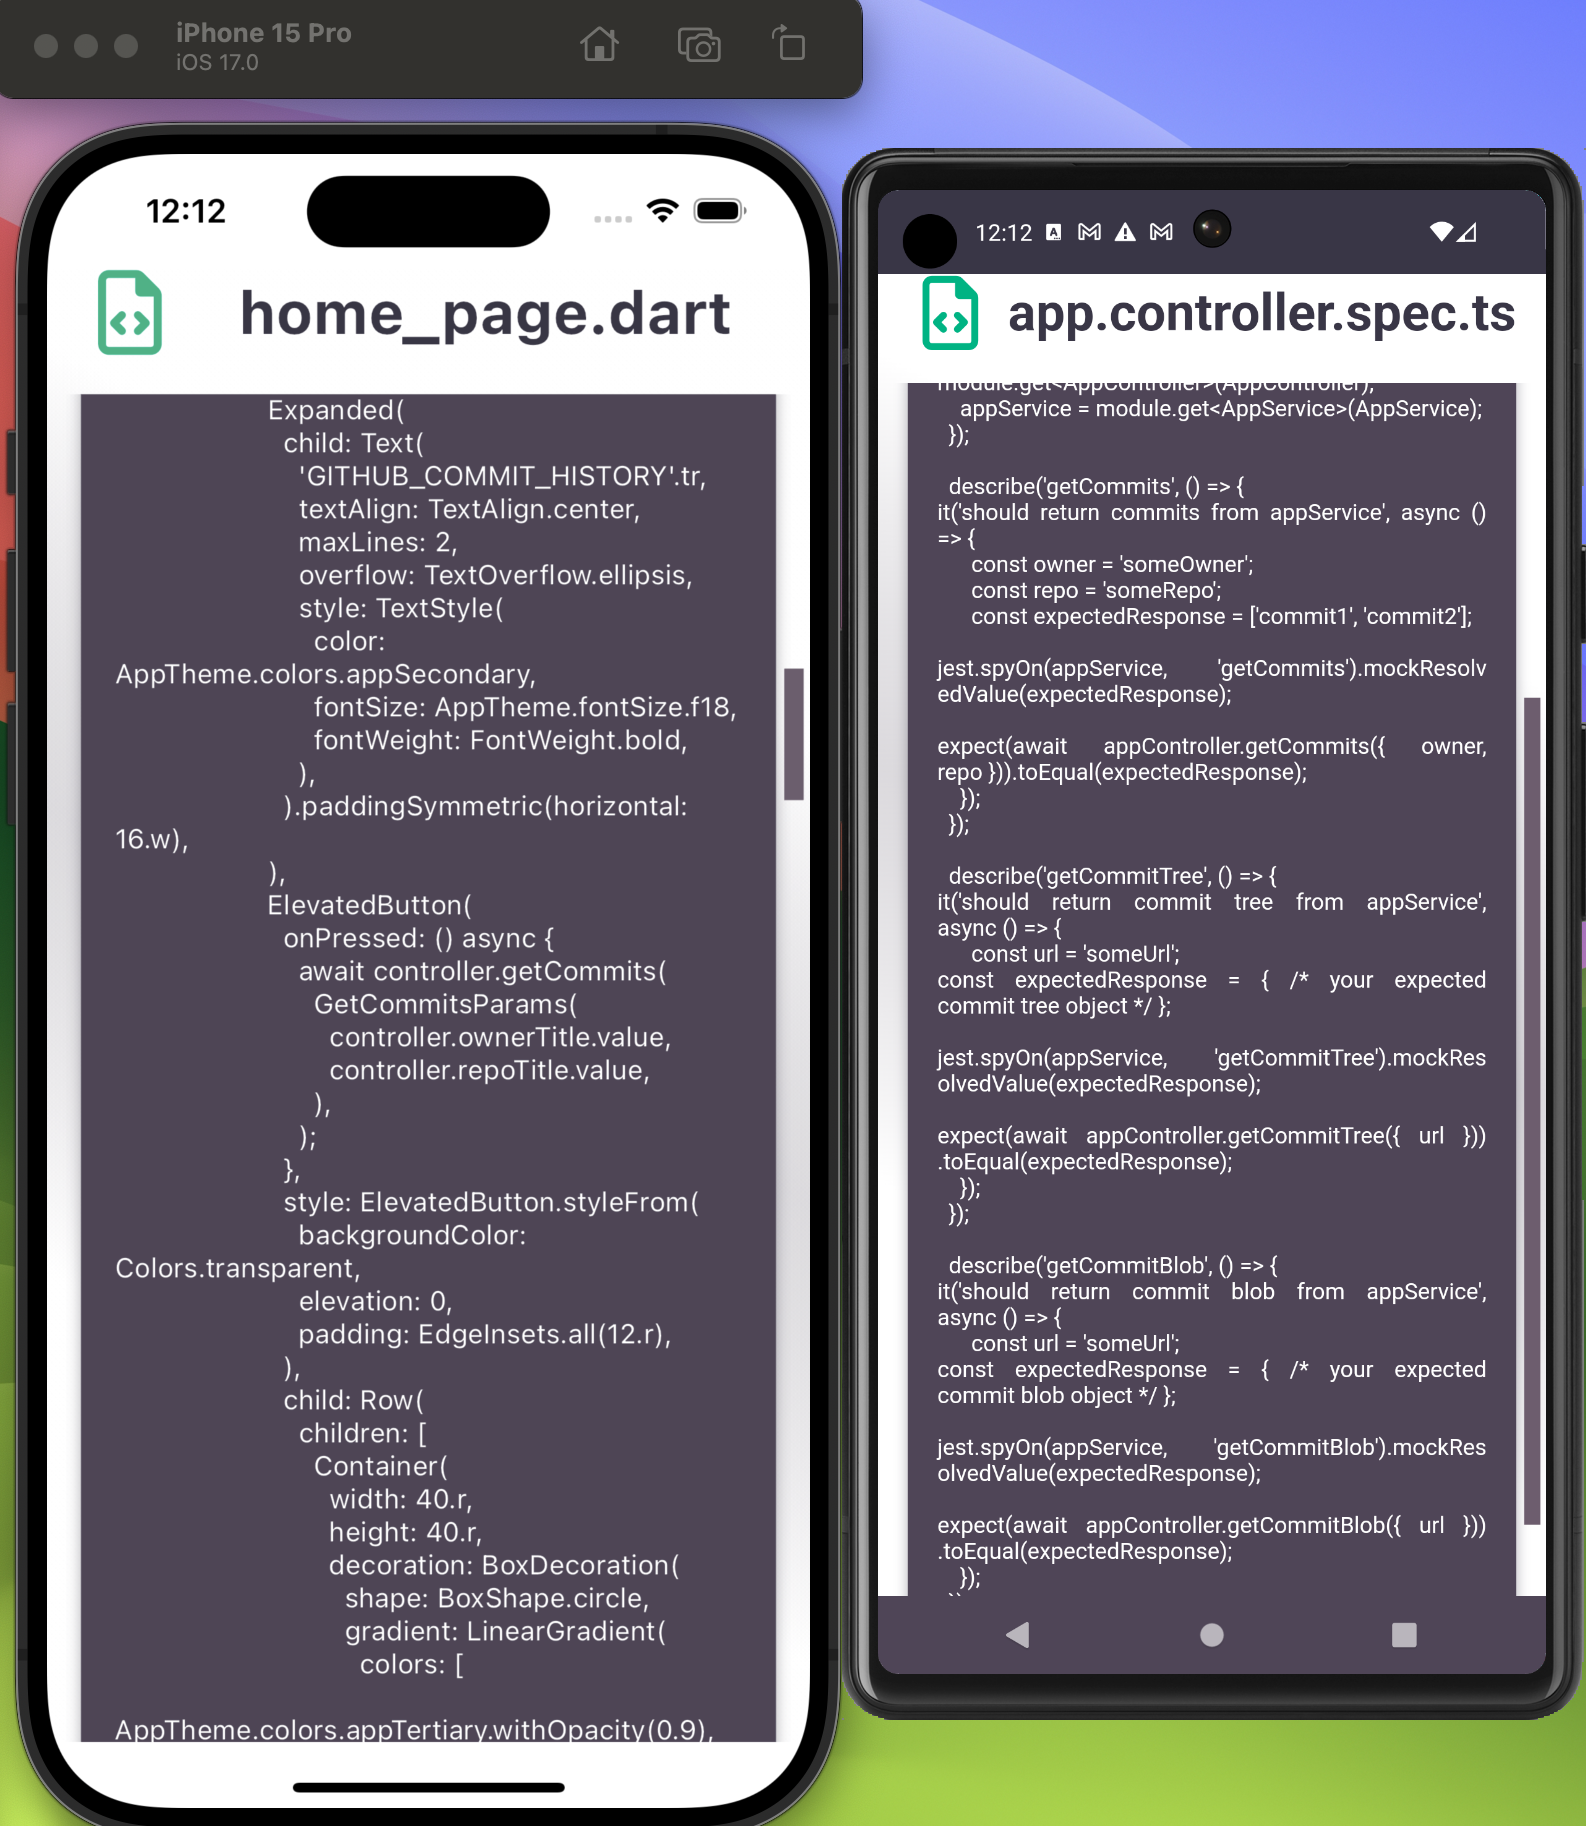 iPhone 15 Pro
iOS 17.0
12:12
home_page.dart
Expanded(
child: Text(
'GITHUB_COMMIT_HISTORY'.tr,
textAlign: TextAlign.center,
maxLines: 2,
overflow: TextOverflow.ellipsis,
style: TextStyle(
color:
AppTheme.colors.appSecondary,
fontSize: AppTheme.fontSize.f18,
fontWeight: FontWeight.bold,
),
).paddingSymmetric(horizontal:
16.w),
),
ElevatedButton(
onPressed: () async {
await controller.getCommits(
GetCommitsParams(
controller.ownerTitle.value,
controller.repoTitle.value,
),
);
},
style: ElevatedButton.styleFrom(
backgroundColor:
Colors.transparent,
elevation: 0,
padding: EdgeInsets.all(12.r),
),
child: Row(
children: [
Container(
width: 40.r,
height: 40.r,
decoration: BoxDecoration(
shape: BoxShape.circle,
gradient: LinearGradient(
colors: [
AppTheme.colors.appTertiary.withOpacity(0.9),
12:12
app.controller.spec.ts
module.get<AppController>(AppController);
appService = module.get<AppService>(AppService);
});
describe('getCommits', () => {
it('should return commits from appService', async ()
=> {
const owner = 'someOwner';
const repo = 'someRepo';
const expectedResponse = ['commit1', 'commit2'];
jest.spyOn(appService, 'getCommits').mockResolv
edValue(expectedResponse);
expect(await appController.getCommits({ owner,
repo })).toEqual(expectedResponse);
});
});
describe('getCommitTree', () => {
it('should return commit tree from appService',
async () => {
const url = 'someUrl';
const expectedResponse = { /* your expected
commit tree object */ };
jest.spyOn(appService, 'getCommitTree').mockRes
olvedValue(expectedResponse);
expect(await appController.getCommitTree({ url }))
.toEqual(expectedResponse);
});
});
describe('getCommitBlob', () => {
it('should return commit blob from appService',
async () => {
const url = 'someUrl';
const expectedResponse = { /* your expected
commit blob object */ };
jest.spyOn(appService, 'getCommitBlob').mockRes
olvedValue(expectedResponse);
expect(await appController.getCommitBlob({ url }))
.toEqual(expectedResponse);
});